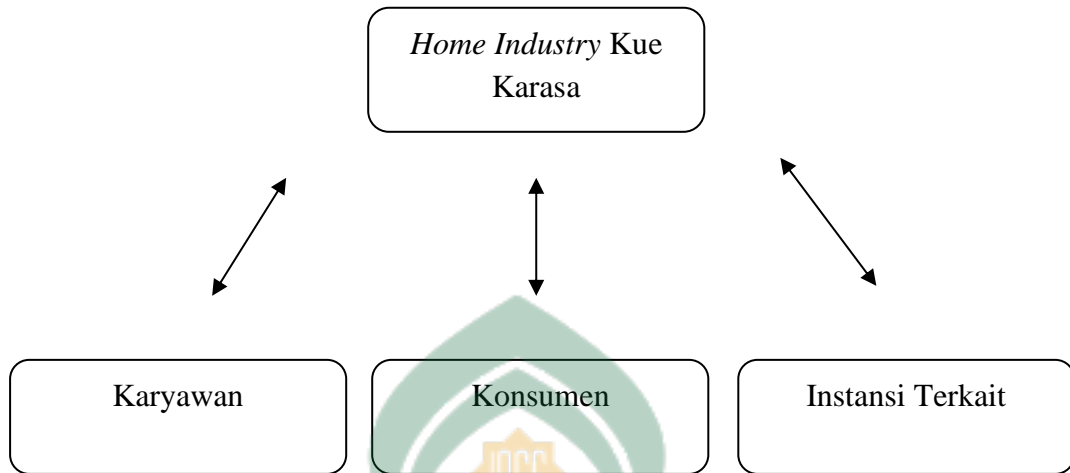 Home Industry Kue
Karasa
Karyawan
Konsumen
Instansi Terkait